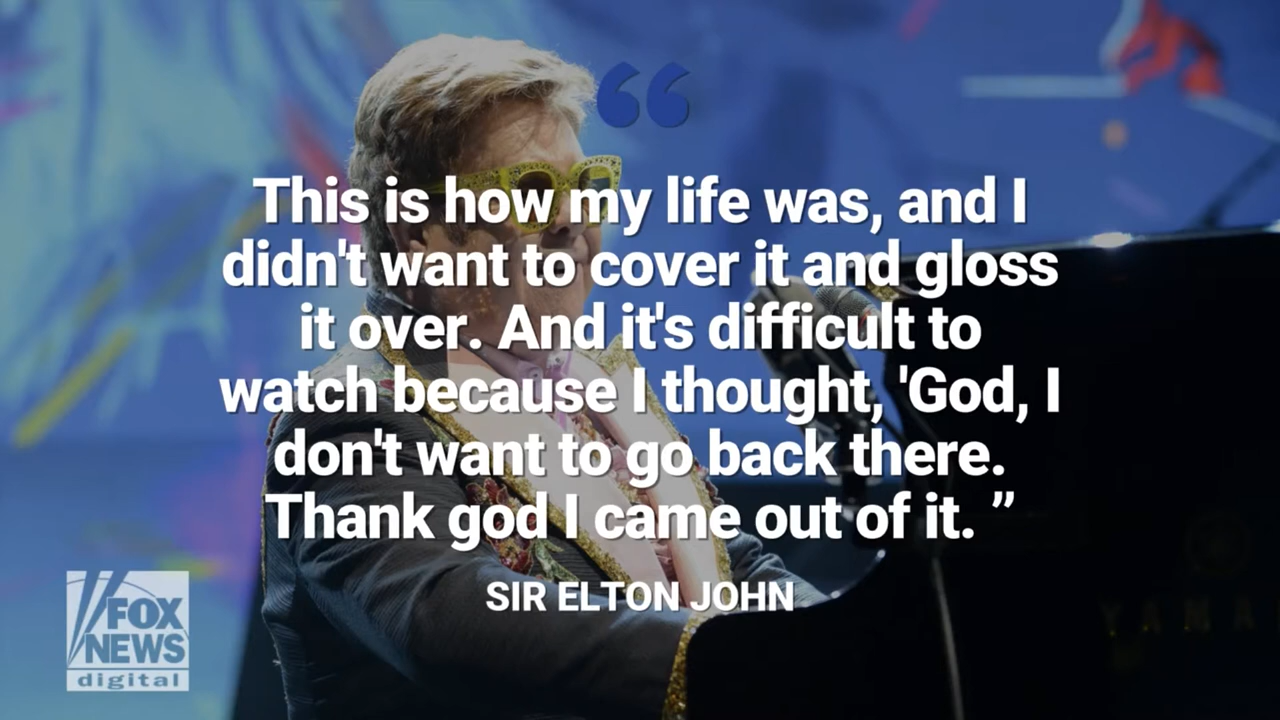 “
This is how my life was, and I
didn't want to cover it and gloss
it over. And it's difficult to
watch because I thought, 'God, I
don't want to go back there.
Thank god I came out of it. ”
SIR ELTON JOHN
FOX
NEWS
digital
YAMA